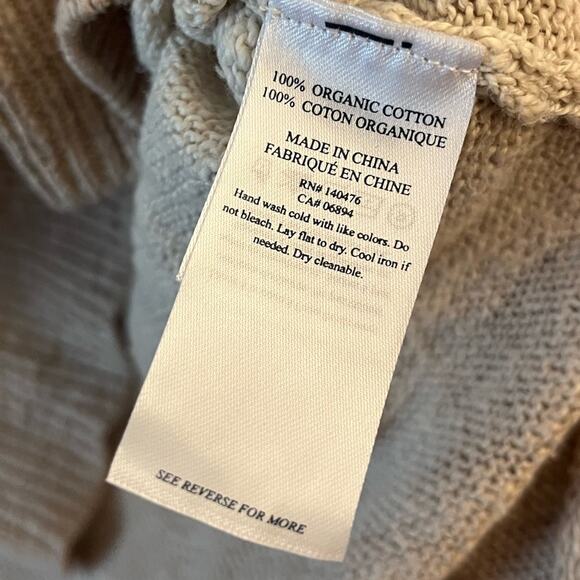 100% ORGANIC COTTON
100% COTON ORGANIQUE
MADE IN CHINA
FABRIQUÉ EN CHINE
RN# 140476
CA# 06894
Hand wash cold with like colors. Do
not bleach. Lay flat to dry. Cool iron if
needed. Dry cleanable.
SEE REVERSE FOR MORE